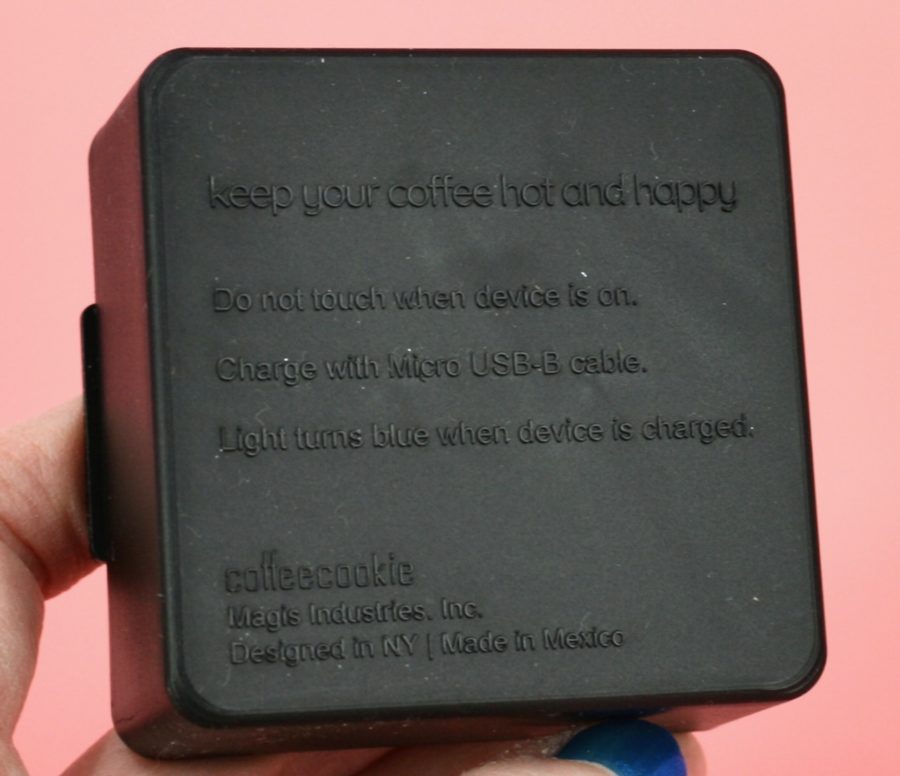 keep your coffee hot and happy
Do not touch when device is on.
Charge with Micro USB-B cable.
Light turns blue when device is charged.
coffeecookie
Magis Industries. Inc.
Designed in NY | Made in Mexico